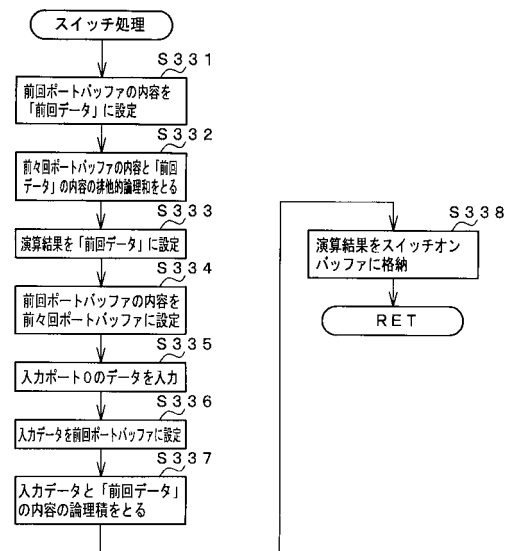 スイッチ処理
S331
前回ポートバッファの内容を
「前回データ」に設定
S332
前々回ポートバッファの内容と「前回
データ」の内容の排他的論理和をとる
S333
演算結果を「前回データ」に設定
S334
前回ポートバッファの内容を
前々回ポートバッファに設定
S335
入力ポート0のデータを入力
S336
入力データを前回ポートバッファに設定
S337
入力データと「前回データ」
の内容の論理積をとる
S338
演算結果をスイッチオン
バッファに格納
RET